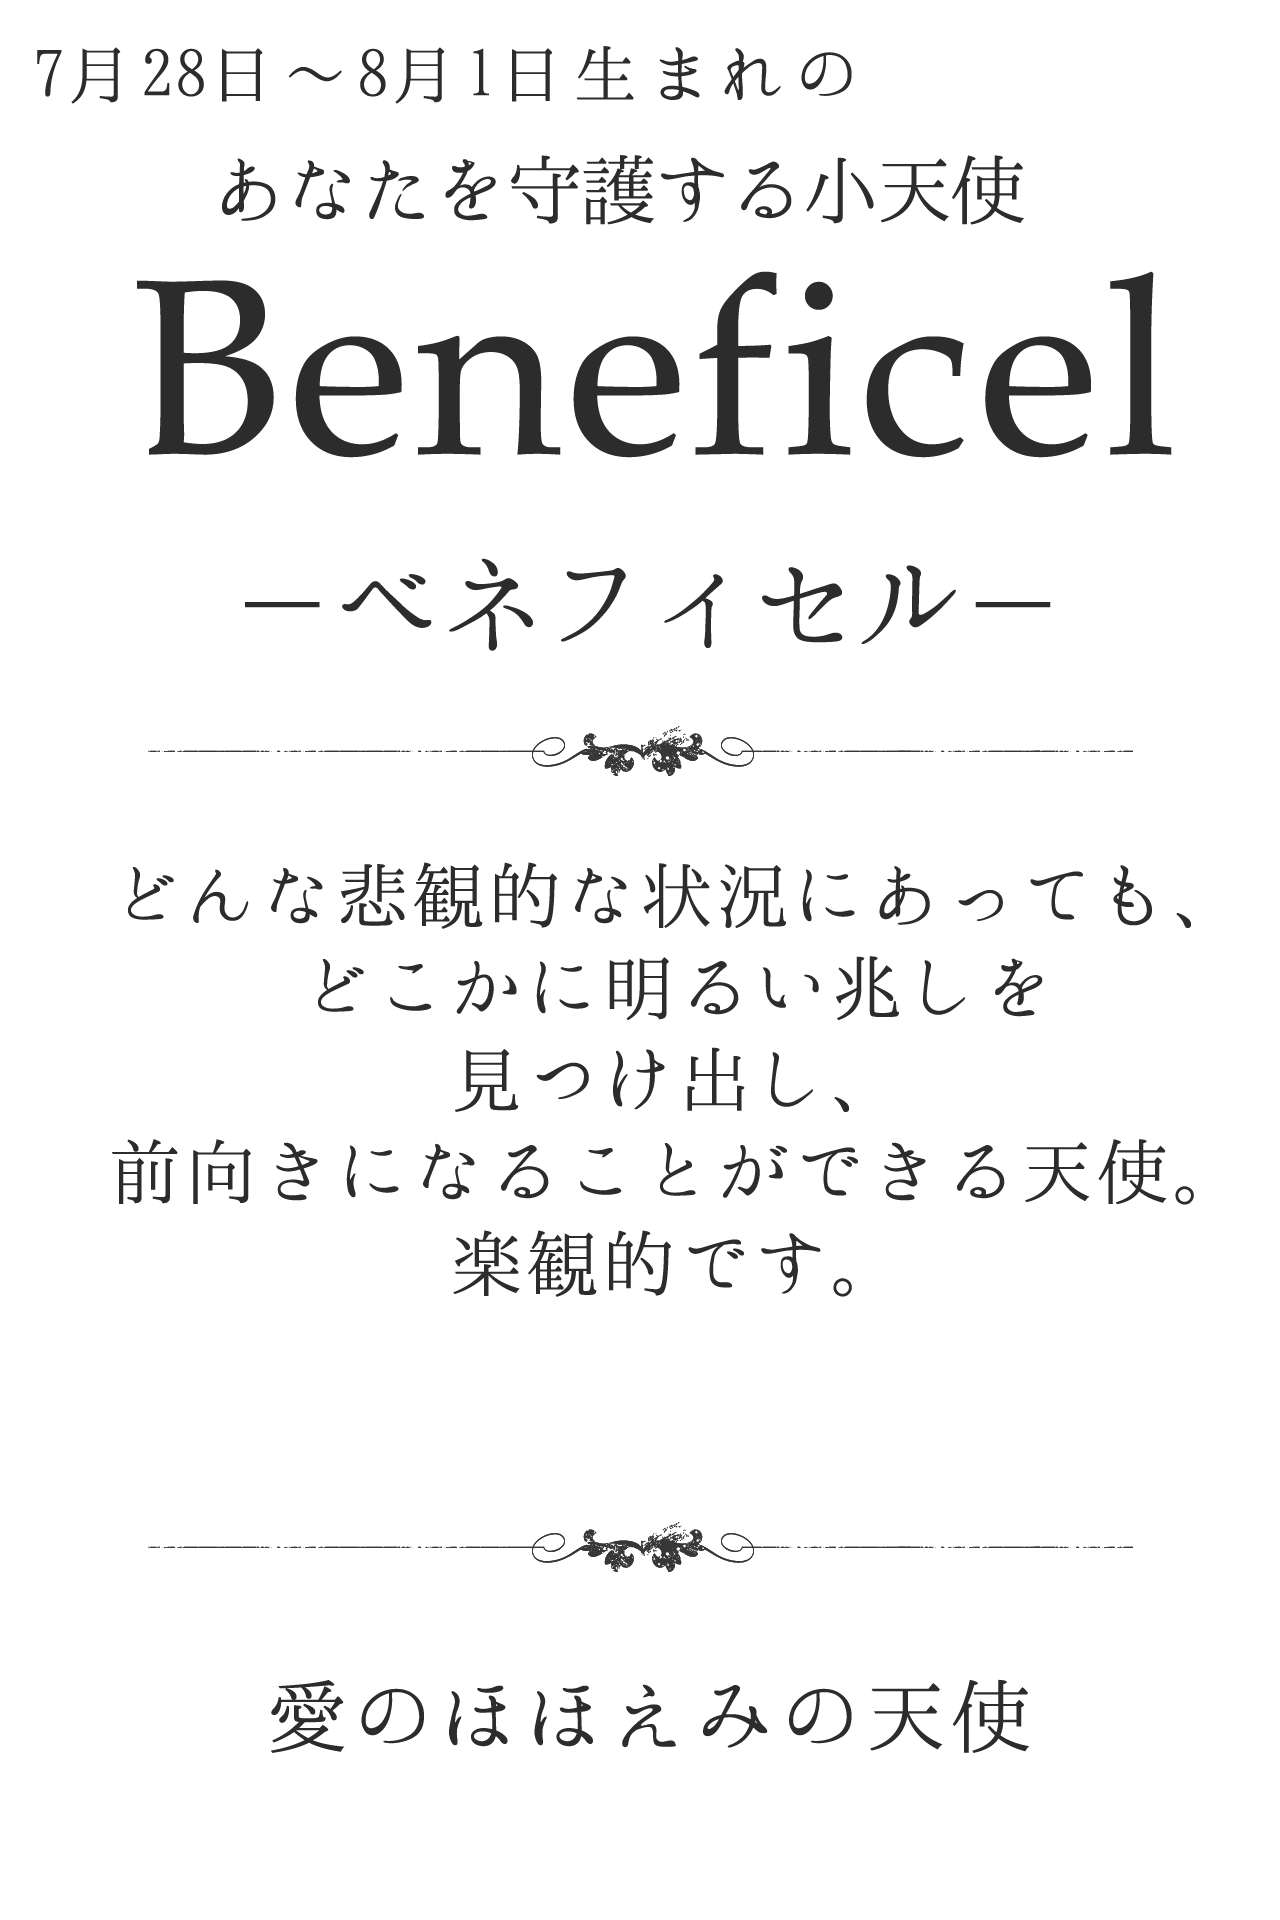 7月28日〜8月1日生まれの
あなたを守護する小天使
Beneficel
―ベネフィセル―
どんな悲観的な状況にあっても、
どこかに明るい兆しを
見つけ出し、
前向きになることができる天使。
楽観的です。
愛のほほえみの天使